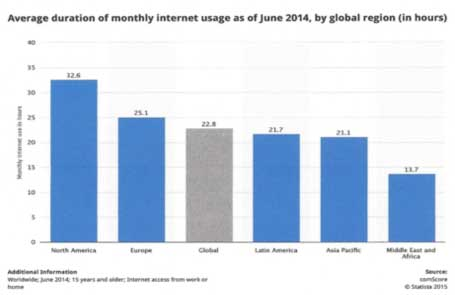 Average duration of monthly internet usage as of June 2014, by global region (in hours)
Monthly internet use in hours
40
35
30
25
20
15
10
5
0
32.6
25.1
22.8
21.7
21.1
13.7
North America
Europe
Global
Latin America
Asia Pacific
Middle East and
Africa
Additional Information
Worldwide; June 2014; 15 years and older; Internet access from work or
home
Source:
comScore
© Statista 2015